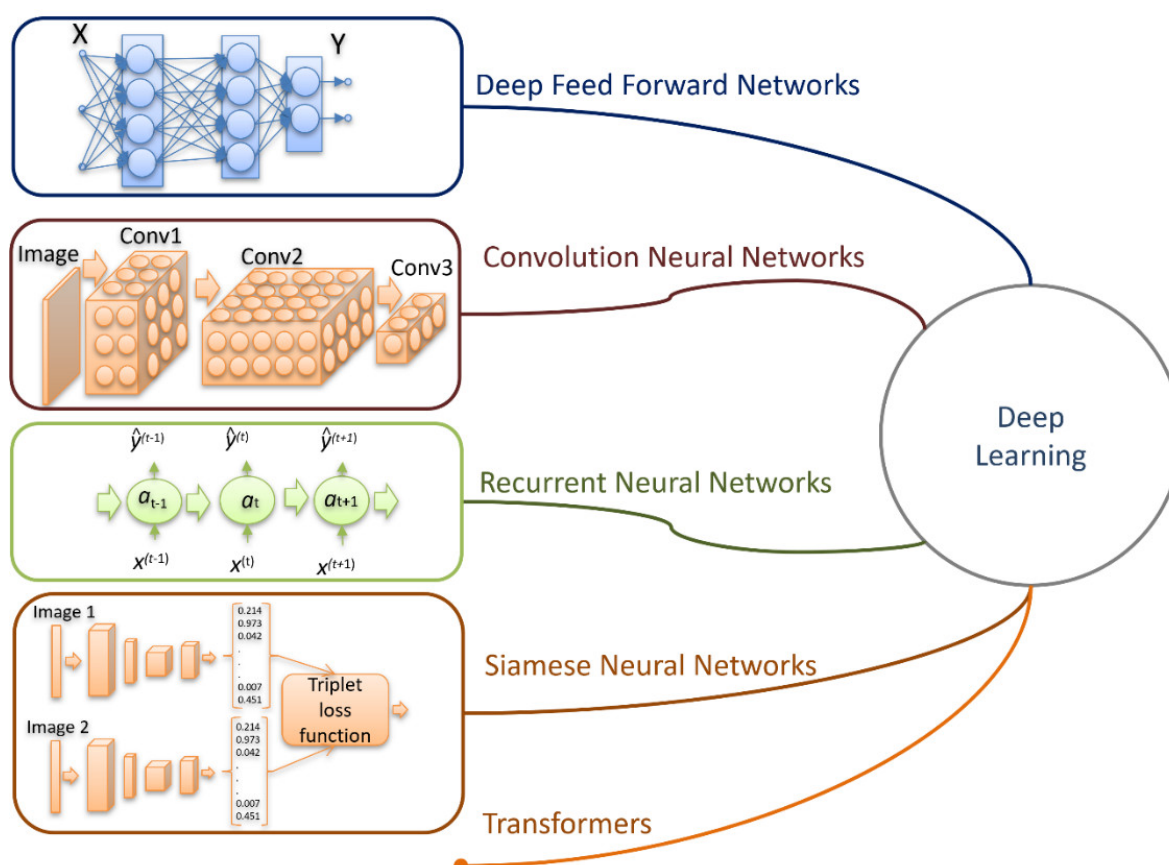 X
Y
Deep Feed Forward Networks
Image
Conv1
Conv2
Conv3
Convolution Neural Networks
ŷ(t-1)
ŷ(t)
ŷ(t+1)
at-1
at
at+1
x(t-1)
x(t)
x(t+1)
Recurrent Neural Networks
Deep
Learning
Image 1
0.214
0.973
0.042
.
.
.
0.007
0.451
Triplet
loss
function
Siamese Neural Networks
Image 2
0.214
0.973
0.042
.
.
.
0.007
0.451
Transformers